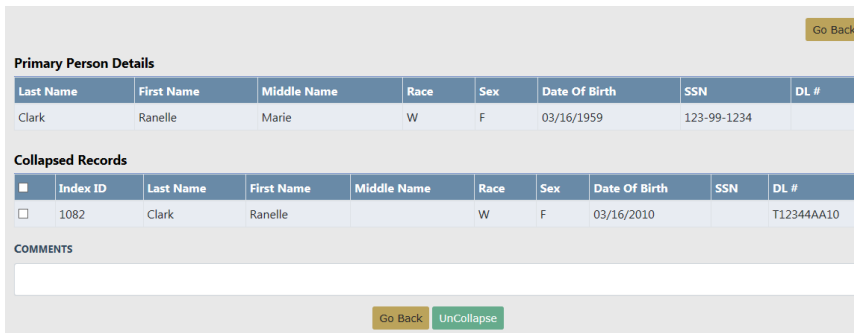 Go Back
Primary Person Details
Last Name First Name Middle Name Race Sex Date Of Birth SSN DL #
Clark Ranelle Marie W F 03/16/1959 123-99-1234
Collapsed Records
Index ID Last Name First Name Middle Name Race Sex Date Of Birth SSN DL #
1082 Clark Ranelle W F 03/16/2010 T12344AA10
COMMENTS
Go Back UnCollapse